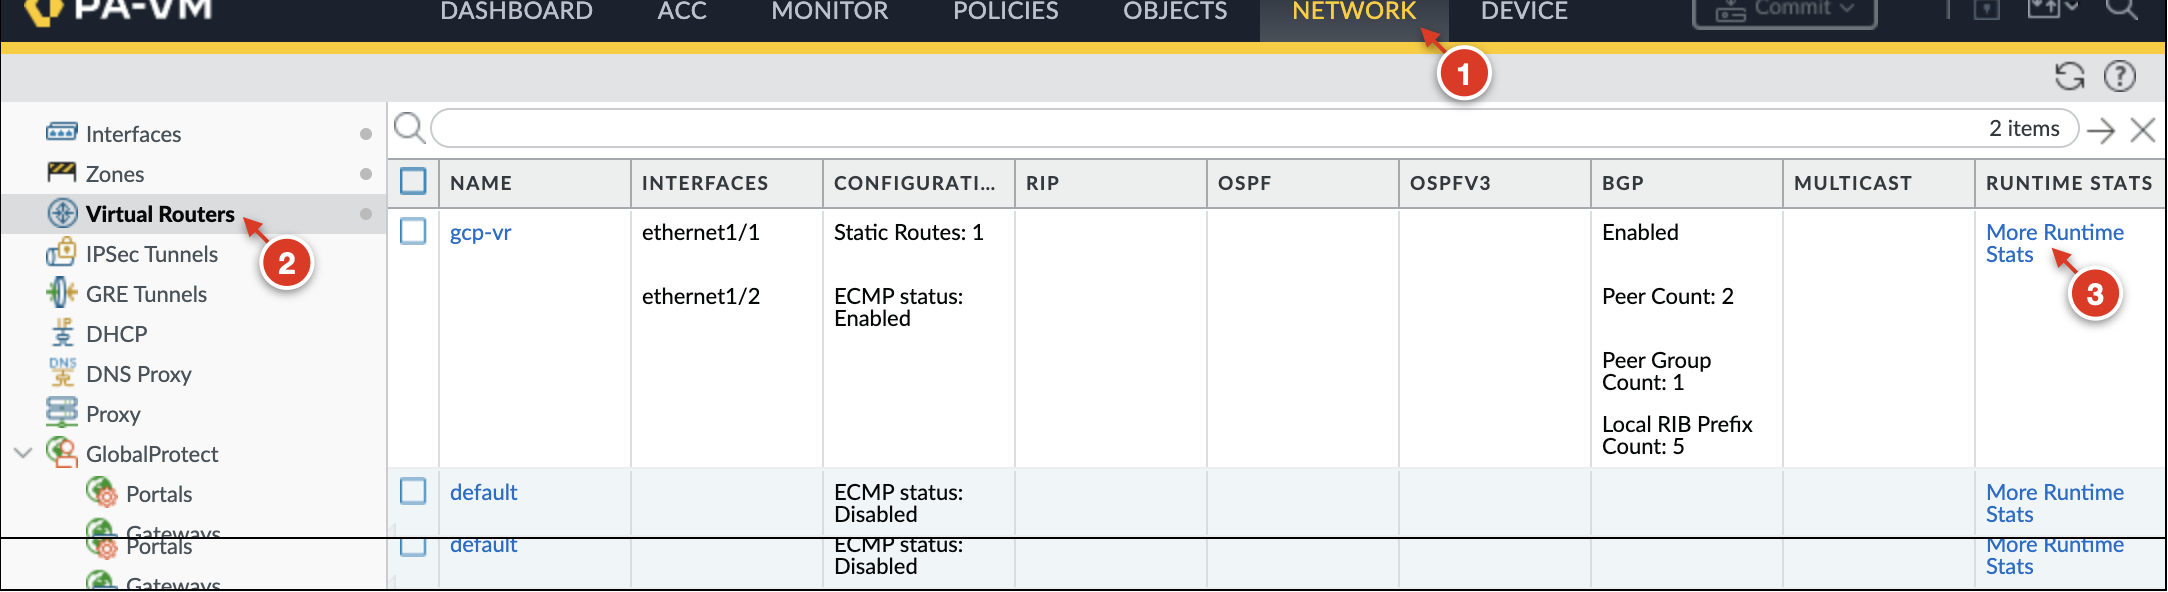 PA-VM
DASHBOARD ACC MONITOR POLICIES OBJECTS NETWORK DEVICE Commit
1
2 items
Interfaces
Zones
Virtual Routers
2
IPSec Tunnels
GRE Tunnels
DHCP
DNS Proxy
Proxy
GlobalProtect
Portals
Gateways
Portals
Gateways
NAME INTERFACES CONFIGURATI... RIP OSPF OSPFV3 BGP MULTICAST RUNTIME STATS
gcp-vr
ethernet1/1
ethernet1/2
Static Routes: 1
ECMP status:
Enabled
Enabled
Peer Count: 2
Peer Group
Count: 1
Local RIB Prefix
Count: 5
More Runtime
Stats
3
default
ECMP status:
Disabled
More Runtime
Stats
default
ECMP status:
Disabled
More Runtime
Stats